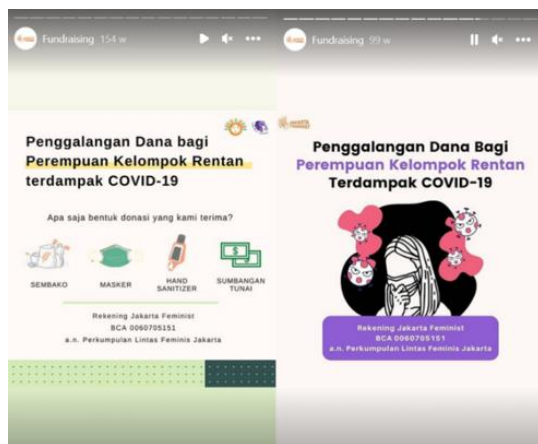 Fundraising 154 w
Penggalangan Dana bagi
Perempuan Kelompok Rentan
terdampak COVID-19
Apa saja bentuk donasi yang kami terima?
SEMBAKO
MASKER
HAND
SANITIZER
SUMBANGAN
TUNAI
Rekening Jakarta Feminist
BCA 0060705151
a.n. Perkumpulan Lintas Feminis Jakarta
Fundraising 99 w
Penggalangan Dana Bagi
Perempuan Kelompok Rentan
Terdampak COVID-19
Rekening Jakarta Feminist
BCA 0060705151
a.n. Perkumpulan Lintas Feminis Jakarta